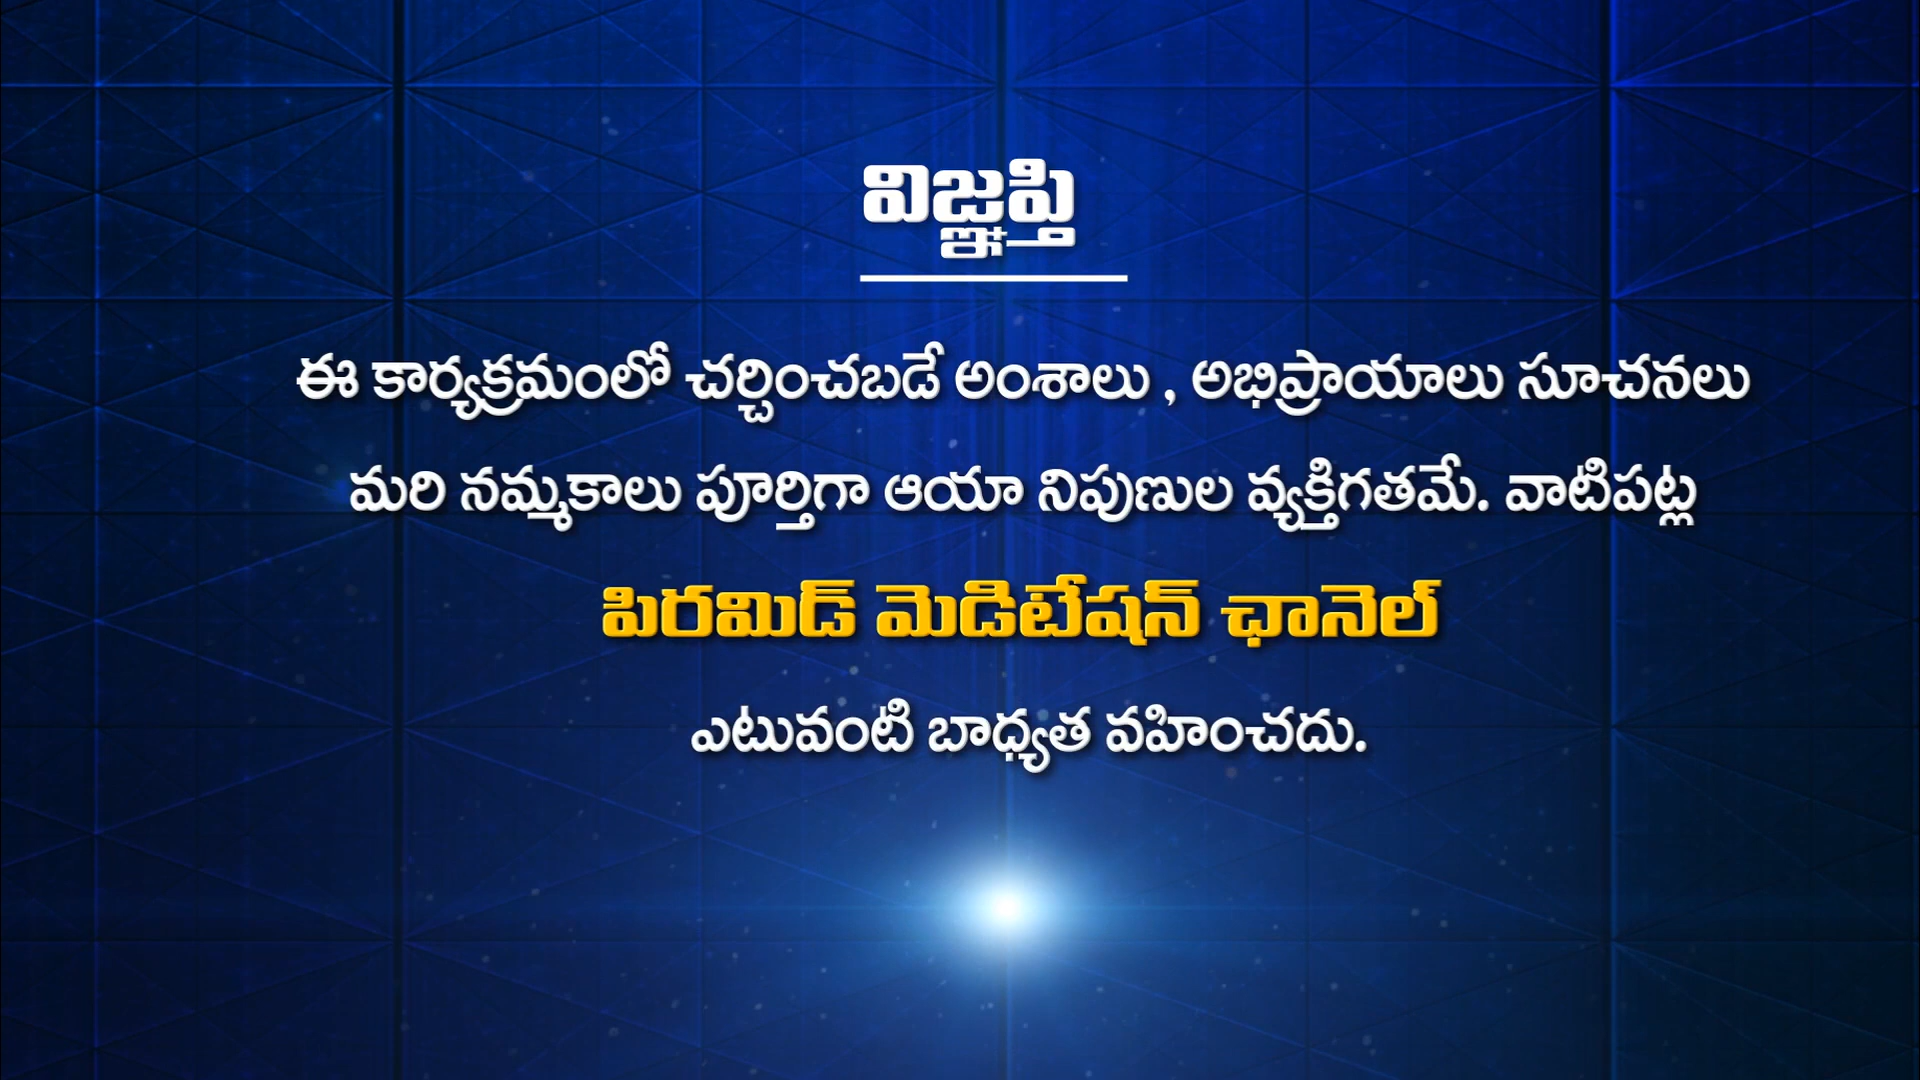 విజ్ఞప్తి
ఈ కార్యక్రమంలో చర్చించబడే అంశాలు , అభిప్రాయాలు సూచనలు
మరి నమ్మకాలు పూర్తిగా ఆయా నిపుణుల వ్యక్తిగతమే. వాటిపట్ల
పిరమిడ్ మెడిటేషన్ ఛానెల్
ఎటువంటి బాధ్యత వహించదు.